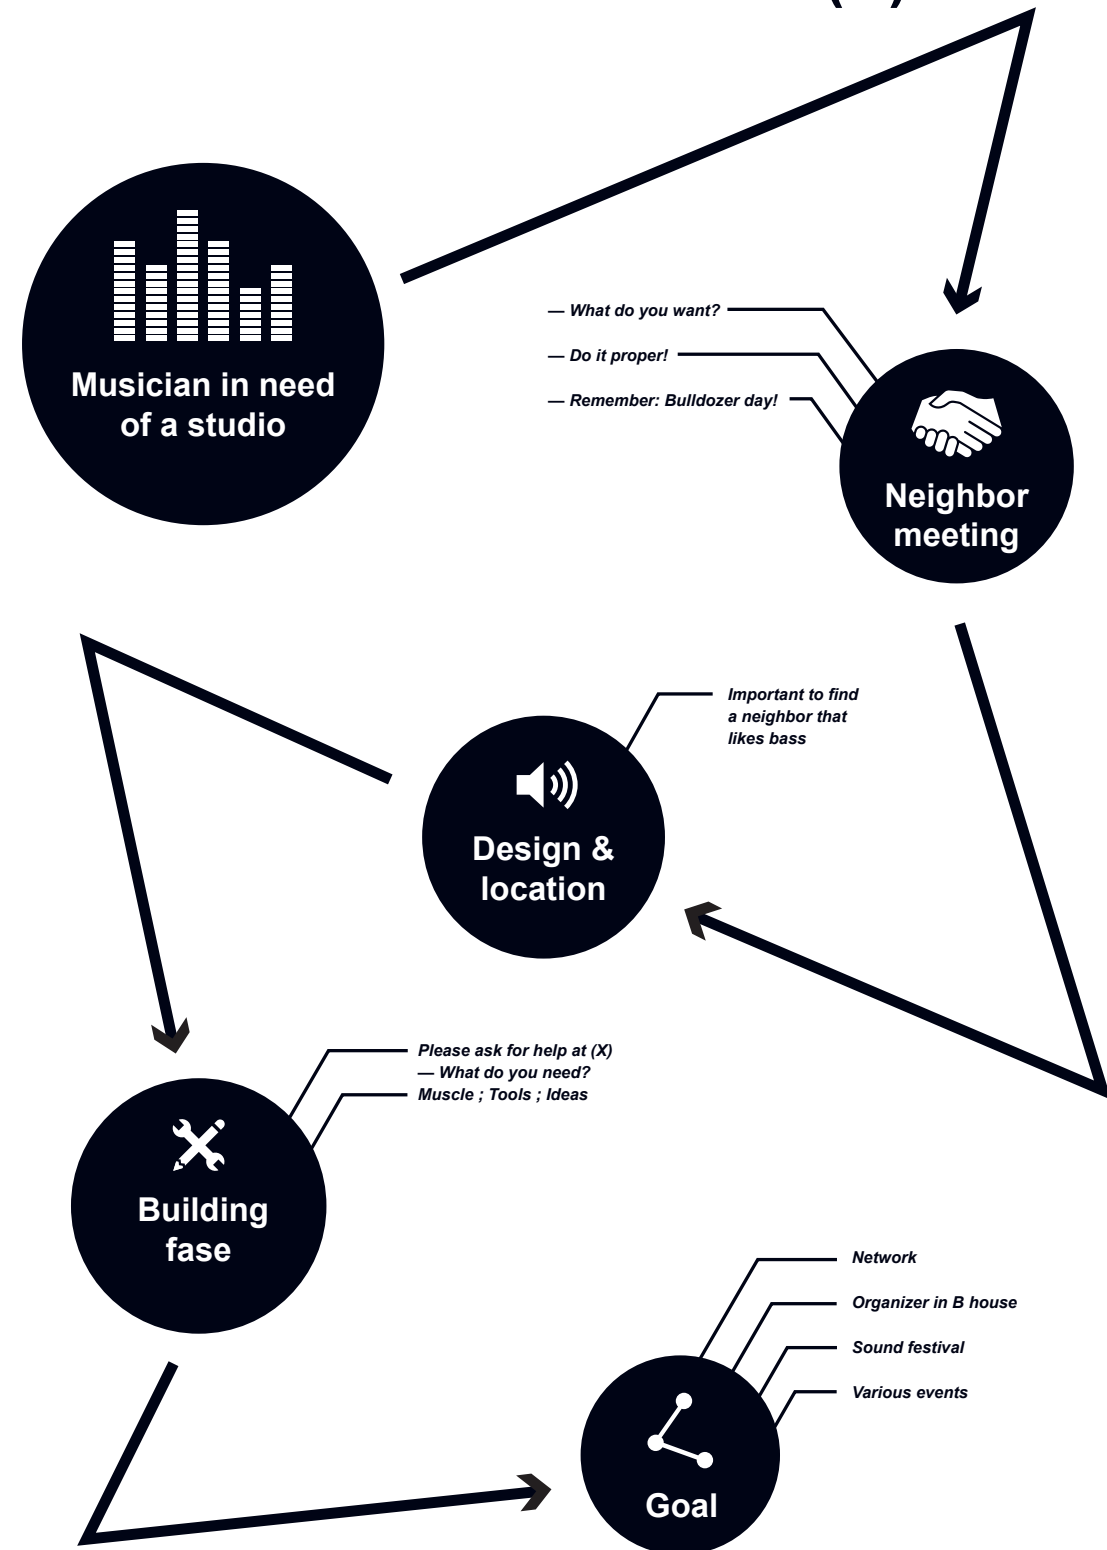 Musician in need
of a studio
— What do you want?
— Do it proper!
— Remember: Bulldozer day!
Neighbor
meeting
Important to find
a neighbor that
likes bass
Design &
location
Please ask for help at (X)
— What do you need?
Muscle ; Tools ; Ideas
Building
fase
Network
Organizer in B house
Sound festival
Various events
Goal